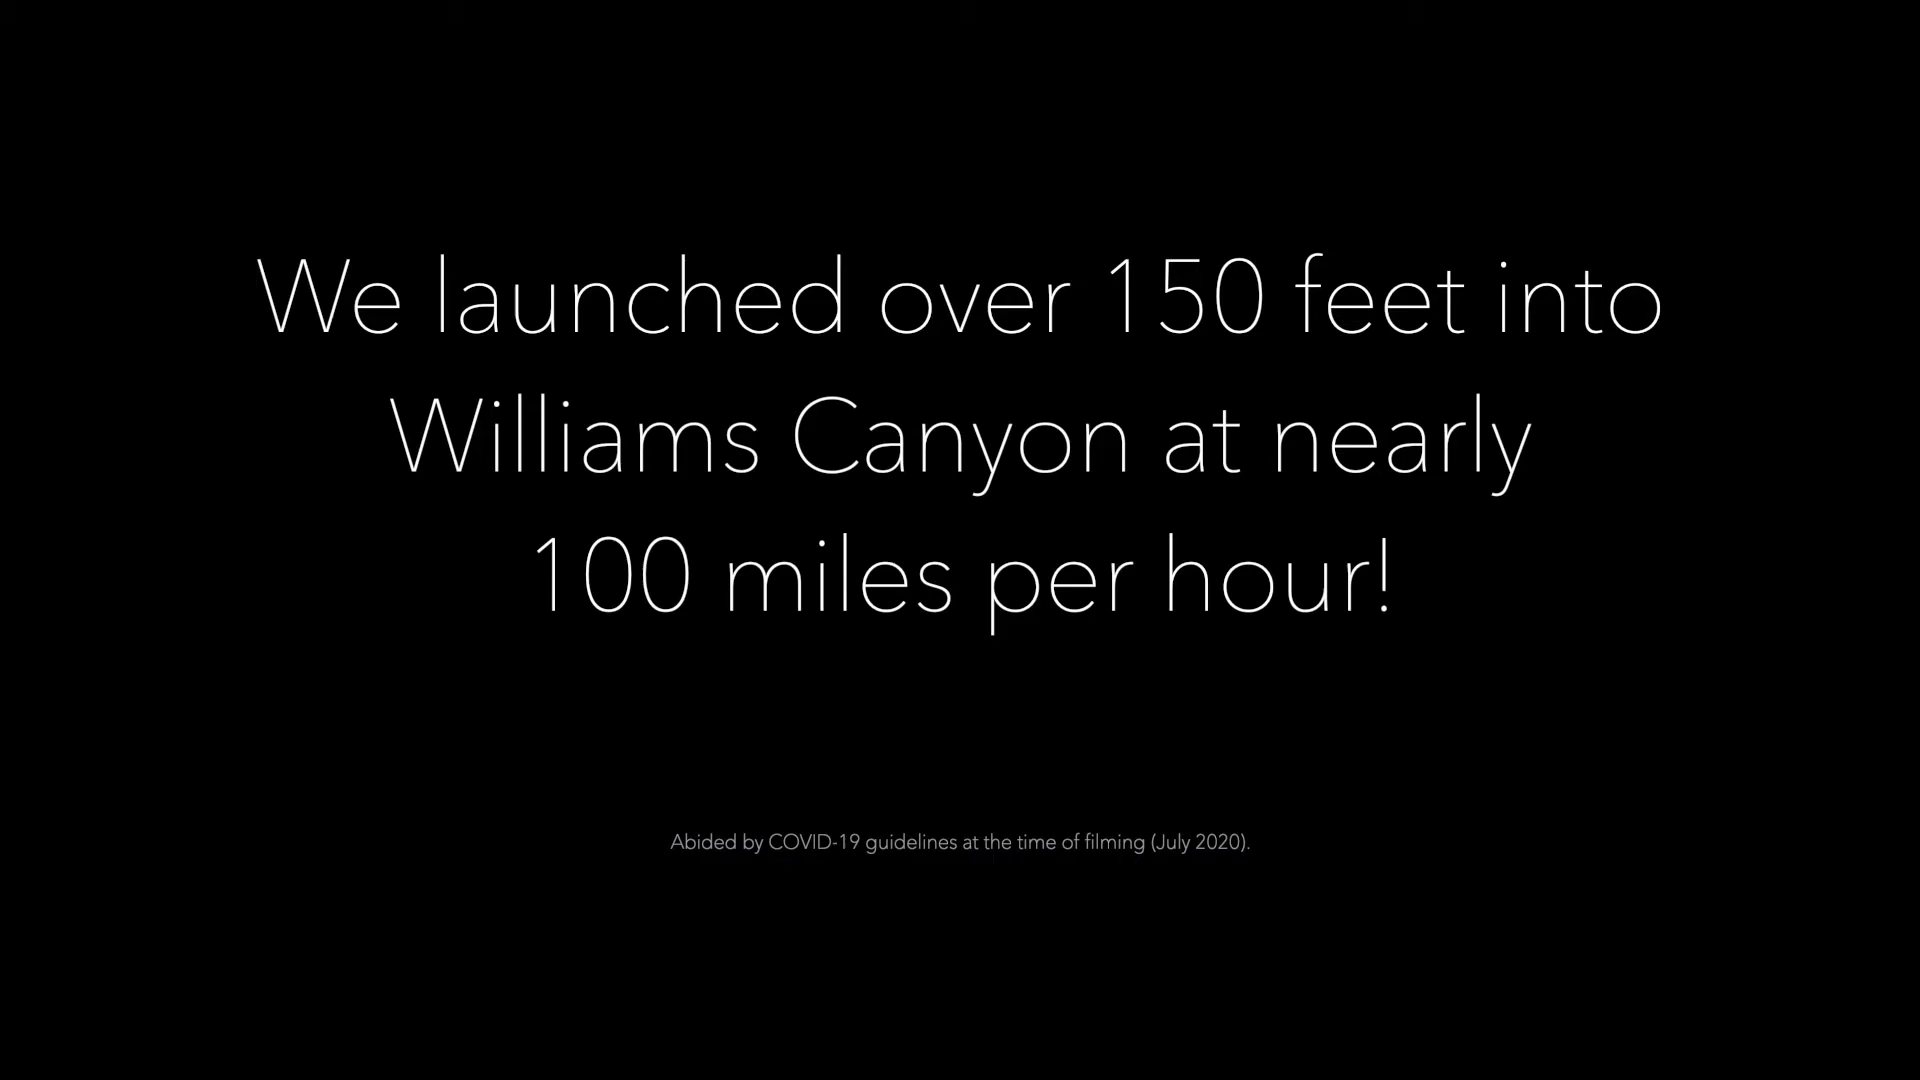 We launched over 150 feet into
Williams Canyon at nearly
100 miles per hour!
Abided by COVID-19 guidelines at the time of filming (July 2020).